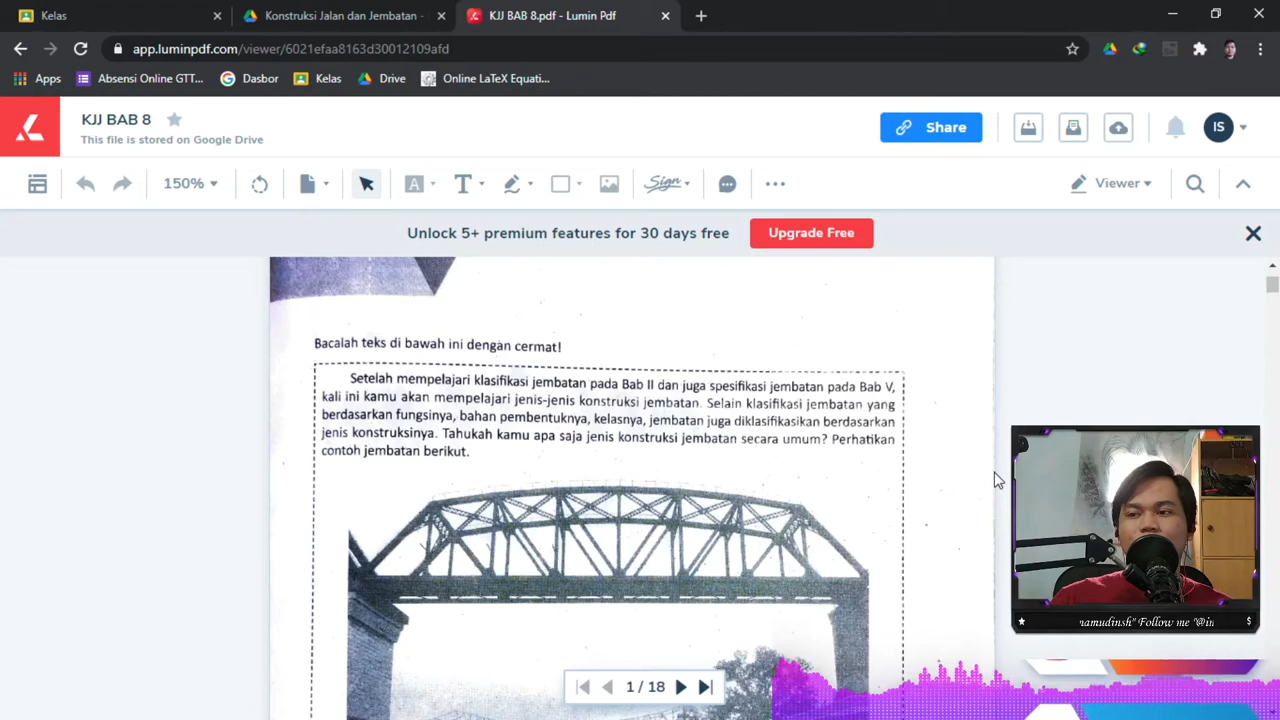 Kelas
Konstruksi Jalan dan Jembatan -
KJJ BAB 8.pdf - Lumin Pdf
app.luminpdf.com/viewer/6021efaa8163d30012109afd
Apps
Absensi Online GTT...
Dasbor
Kelas
Drive
Online LaTeX Equati...
KJJ BAB 8
This file is stored on Google Drive
Share
IS
150%
A
T
Sign
Viewer
Unlock 5+ premium features for 30 days free
Upgrade Free
Bacalah teks di bawah ini dengan cermat!
Setelah mempelajari klasifikasi jembatan pada Bab II dan juga spesifikasi jembatan pada Bab V,
kali ini kamu akan mempelajari jenis-jenis konstruksi jembatan. Selain klasifikasi jembatan yang
berdasarkan fungsinya, bahan pembentuknya, kelasnya, jembatan juga diklasifikasikan berdasarkan
jenis konstruksinya. Tahukah kamu apa saja jenis konstruksi jembatan secara umum? Perhatikan
contoh jembatan berikut.
1 / 18
ıamudinsh" Follow me "@in
$